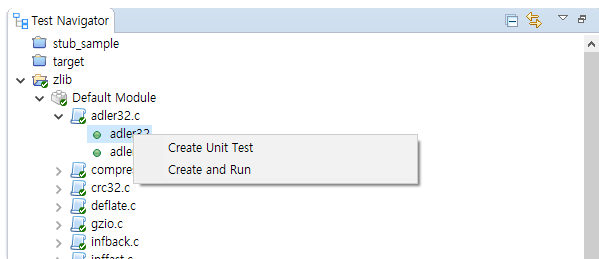 Test Navigator
stub_sample
target
zlib
Default Module
adler32.c
adler32
Create Unit Test
Create and Run
crc32.c
deflate.c
gzio.c
infback.c